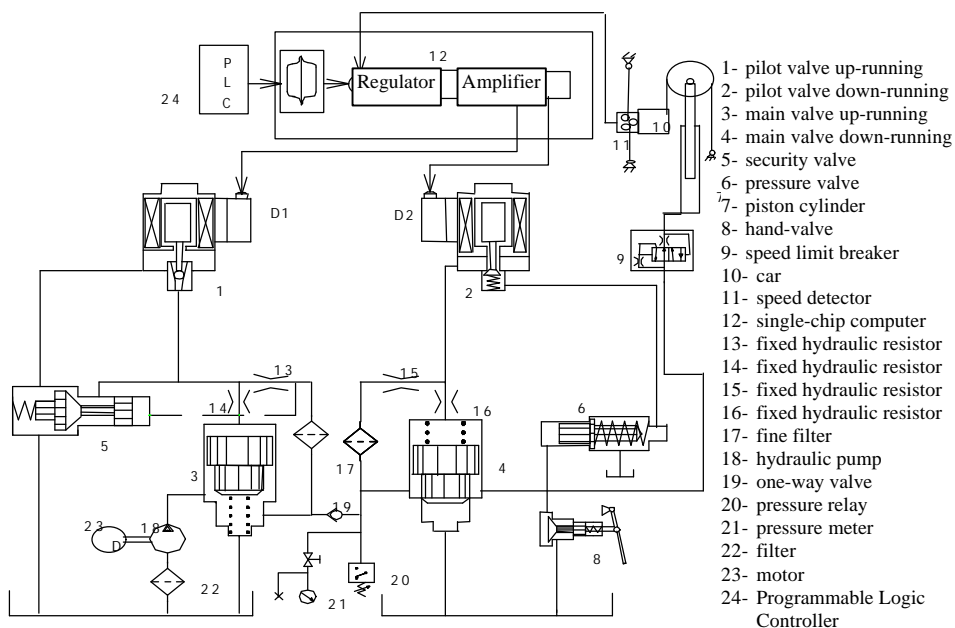 P
L
C
24
Regulator
12
Amplifier
10
11
D1
D2
7
9
1
2
13
14
15
16
6
5
3
17
4
19
23
D
18
8
22
21
20
1- pilot valve up-running
2- pilot valve down-running
3- main valve up-running
4- main valve down-running
5- security valve
6- pressure valve
7- piston cylinder
8- hand-valve
9- speed limit breaker
10- car
11- speed detector
12- single-chip computer
13- fixed hydraulic resistor
14- fixed hydraulic resistor
15- fixed hydraulic resistor
16- fixed hydraulic resistor
17- fine filter
18- hydraulic pump
19- one-way valve
20- pressure relay
21- pressure meter
22- filter
23- motor
24- Programmable Logic
Controller